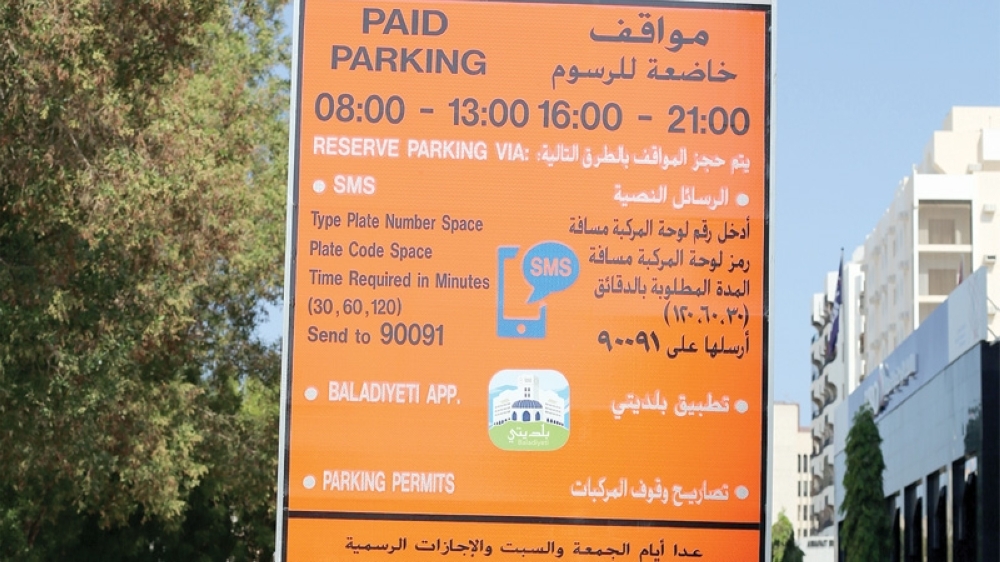 PAID
PARKING
مواقف
خاضعة للرسوم
08:00 - 13:00 16:00 - 21:00
RESERVE PARKING VIA: يتم حجز المواقف بالطرق التالية:
• SMS
Type Plate Number Space
Plate Code Space
Time Required in Minutes
(30, 60, 120)
Send to 90091
• الرسائل النصية
أدخل رقم لوحة المركبة مسافة
رمز لوحة المركبة مسافة
المدة المطلوبة بالدقائق
(٣٠، ٦٠، ١٢٠)
أرسلها على ٩٠٠٩١
SMS
• BALADIYETI APP.
بلديتي
Baladiyeti
• تطبيق بلديتي
• PARKING PERMITS
• تصاريح وقوف المركبات
عدا أيام الجمعة والسبت والإجازات الرسمية